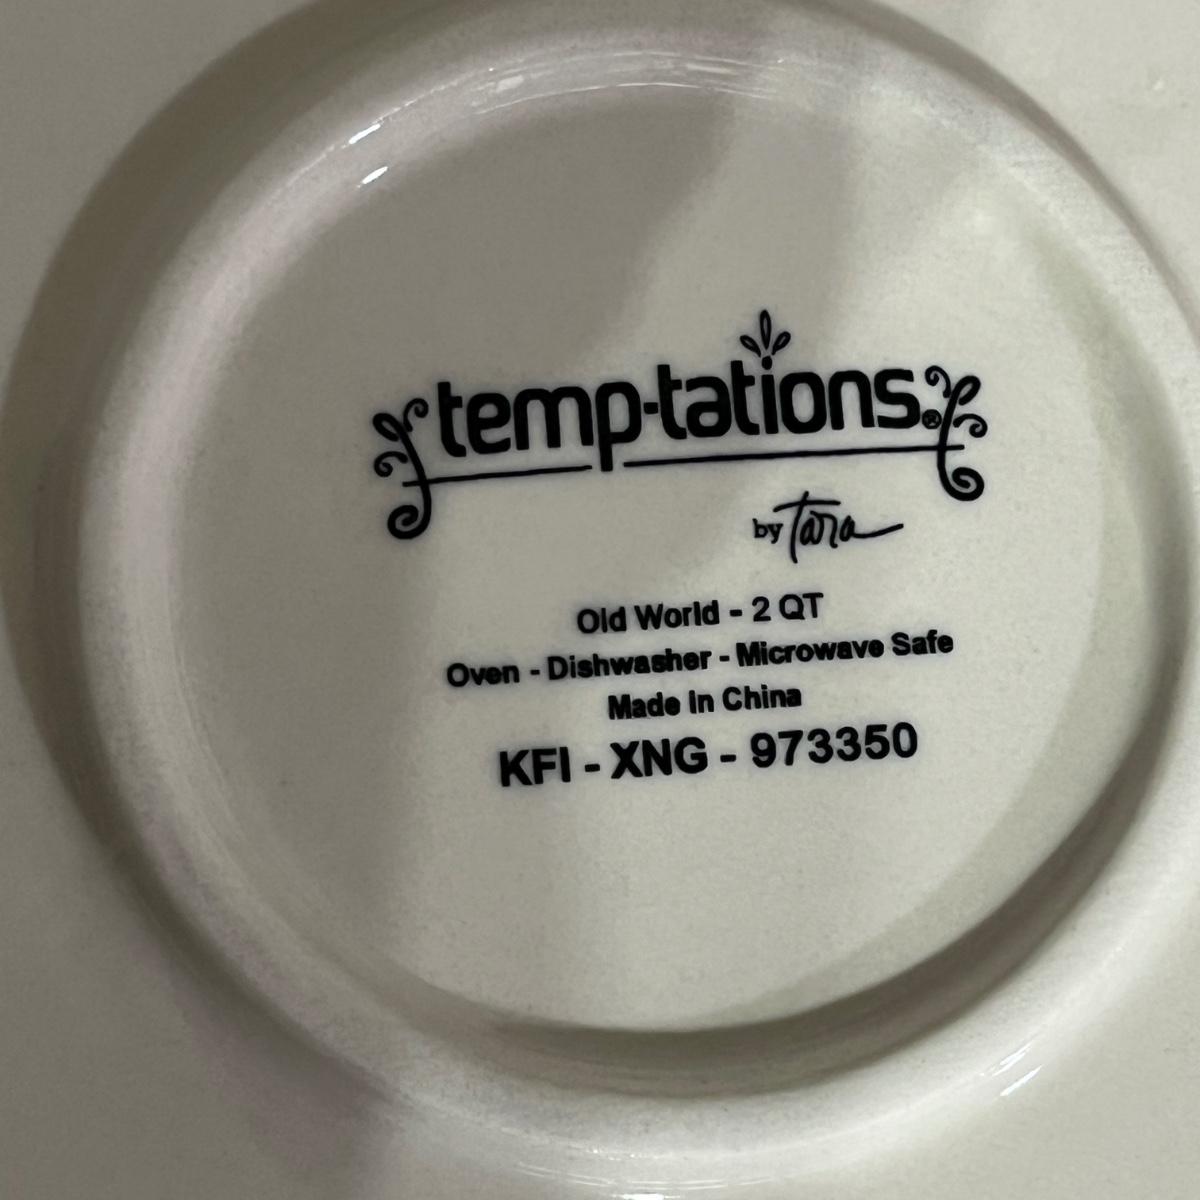 temp-tations®
by Tara
Old World - 2 QT
Oven - Dishwasher - Microwave Safe
Made in China
KFI - XNG - 973350